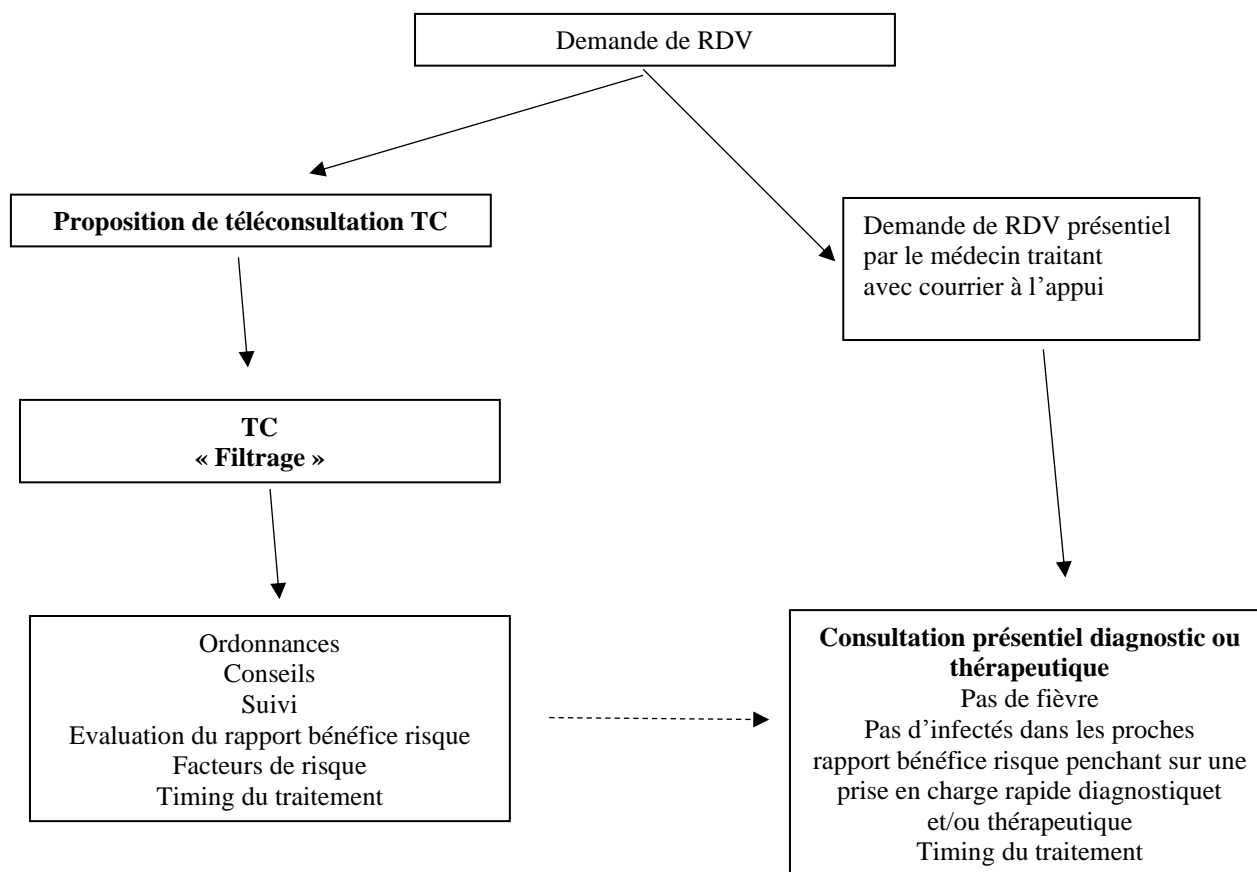 Demande de RDV
Proposition de téléconsultation TC
Demande de RDV présentiel
par le médecin traitant
avec courrier à l’appui
TC
« Filtrage »
Ordonnances
Conseils
Suivi
Evaluation du rapport bénéfice risque
Facteurs de risque
Timing du traitement
Consultation présentiel diagnostic ou
thérapeutique
Pas de fièvre
Pas d’infectés dans les proches
rapport bénéfice risque penchant sur une
prise en charge rapide diagnostiquet
et/ou thérapeutique
Timing du traitement